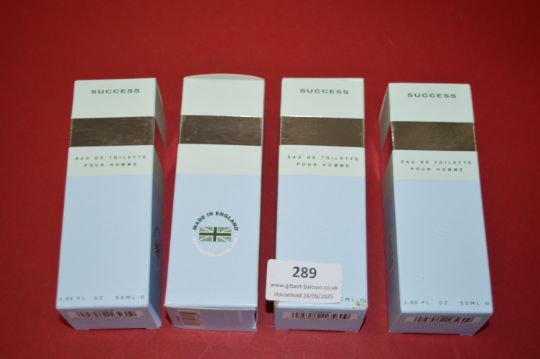 SUCCESS
EAU DE TOILETTE
POUR HOMME
1.85 FL. OZ 55ML ℮
MADE IN ENGLAND
SUCCESS
EAU DE TOILETTE
POUR HOMME
ML
289
www.gilbert-baitson.co.uk
Household 24/05/2025
SUCCESS
EAU DE TOILETTE
POUR HOMME
1.85 FL. OZ 55ML ℮